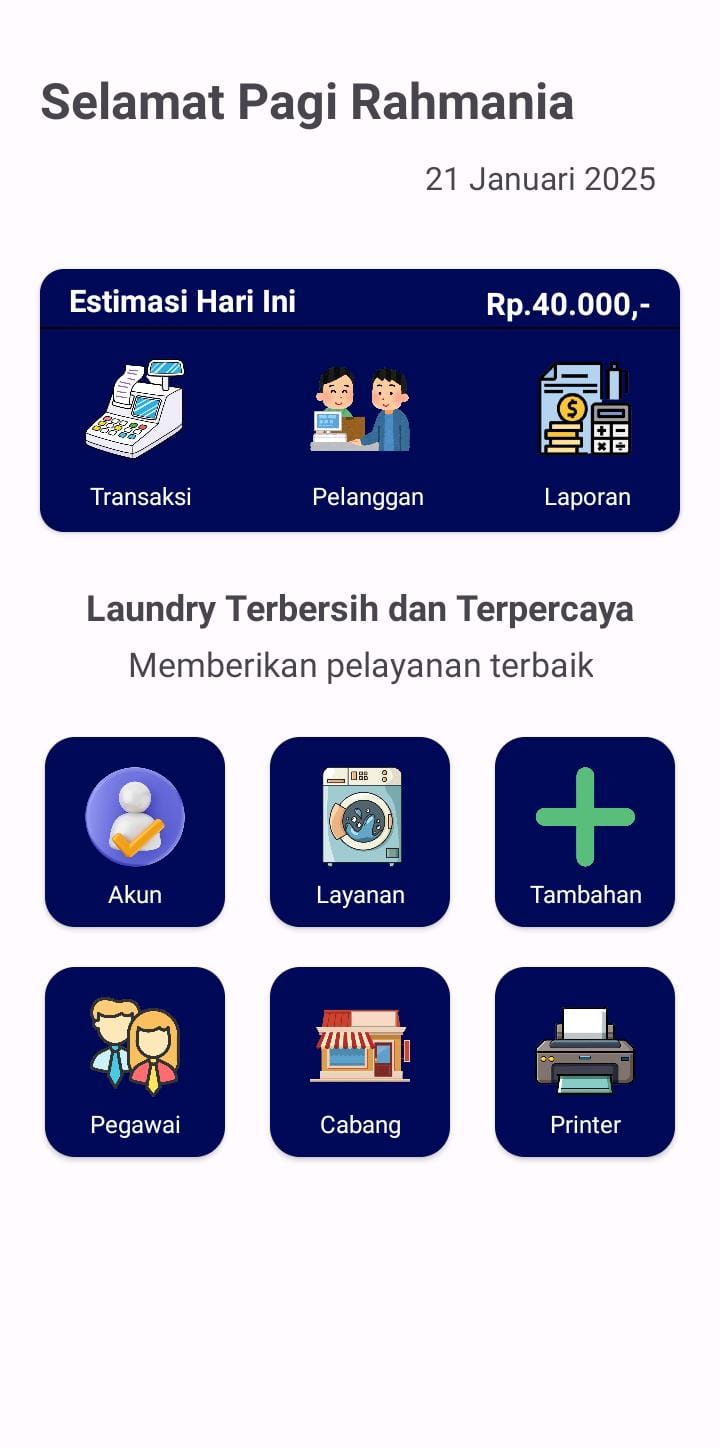 Selamat Pagi Rahmania
21 Januari 2025
Estimasi Hari Ini Rp.40.000,-
Transaksi Pelanggan Laporan
Laundry Terbersih dan Terpercaya
Memberikan pelayanan terbaik
Akun Layanan Tambahan
Pegawai Cabang Printer